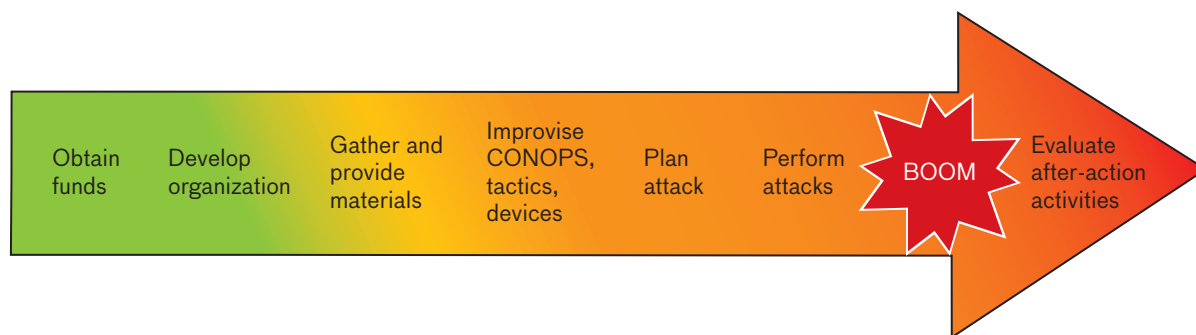 Obtain
funds
Develop
organization
Gather and
provide
materials
Improvise
CONOPS,
tactics,
devices
Plan
attack
Perform
attacks
BOOM
Evaluate
after-action
activities